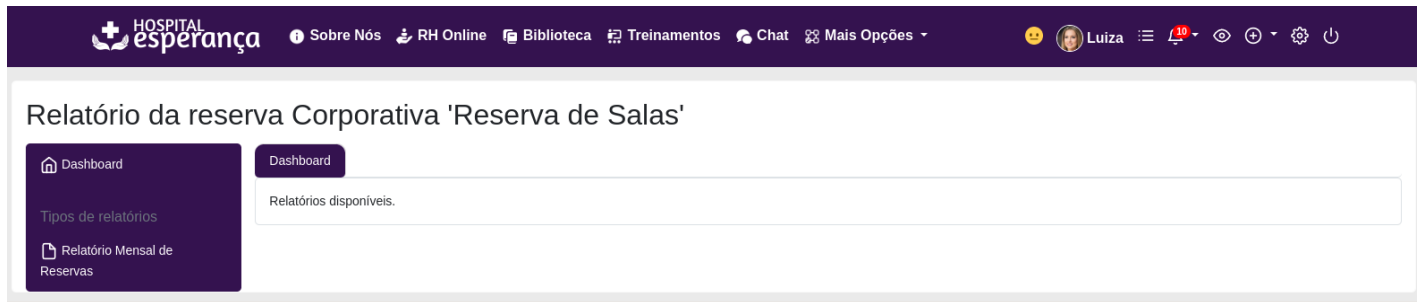 HOSPITAL
esperança
Sobre Nós RH Online Biblioteca Treinamentos Chat Mais Opções Luiza 10
Relatório da reserva Corporativa 'Reserva de Salas'
Dashboard
Tipos de relatórios
Relatório Mensal de
Reservas
Dashboard
Relatórios disponíveis.